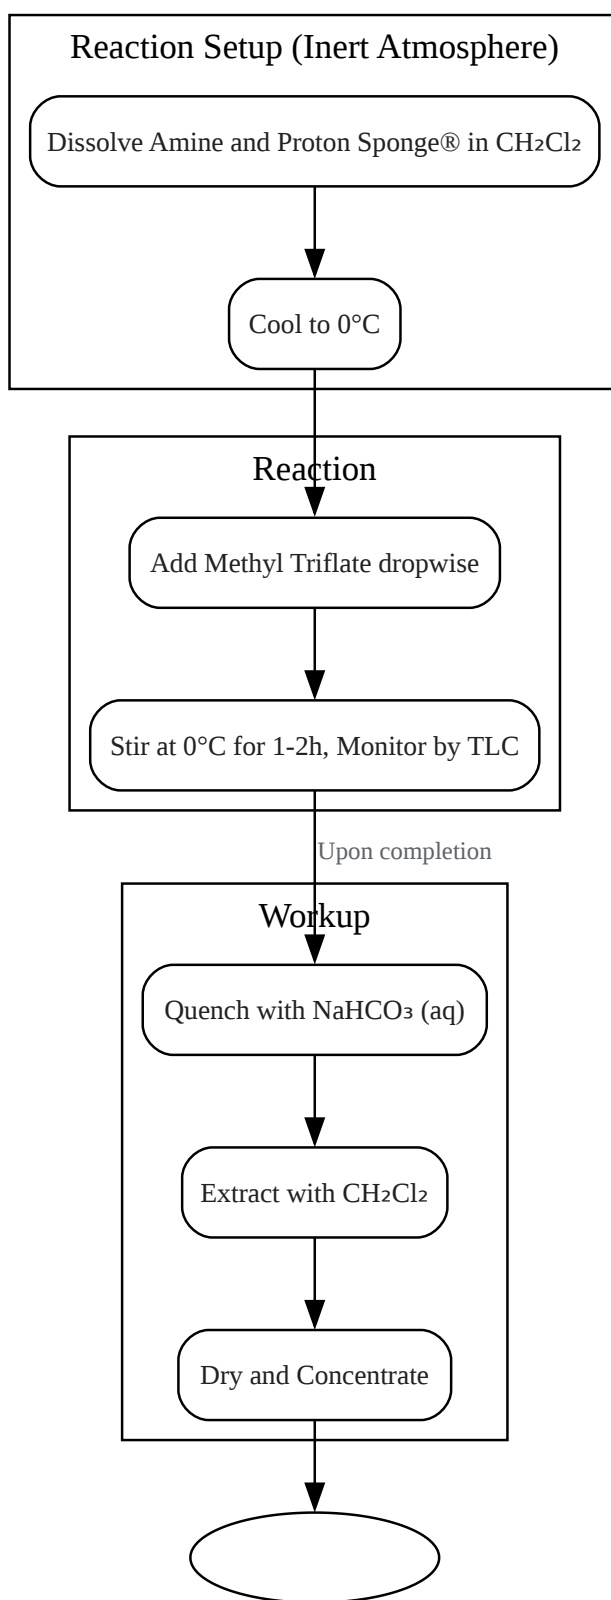 Reaction Setup (Inert Atmosphere)
Dissolve Amine and Proton Sponge® in CH₂Cl₂
Cool to 0°C
Reaction
Add Methyl Triflate dropwise
Stir at 0°C for 1-2h, Monitor by TLC
Upon completion
Workup
Quench with NaHCO₃ (aq)
Extract with CH₂Cl₂
Dry and Concentrate